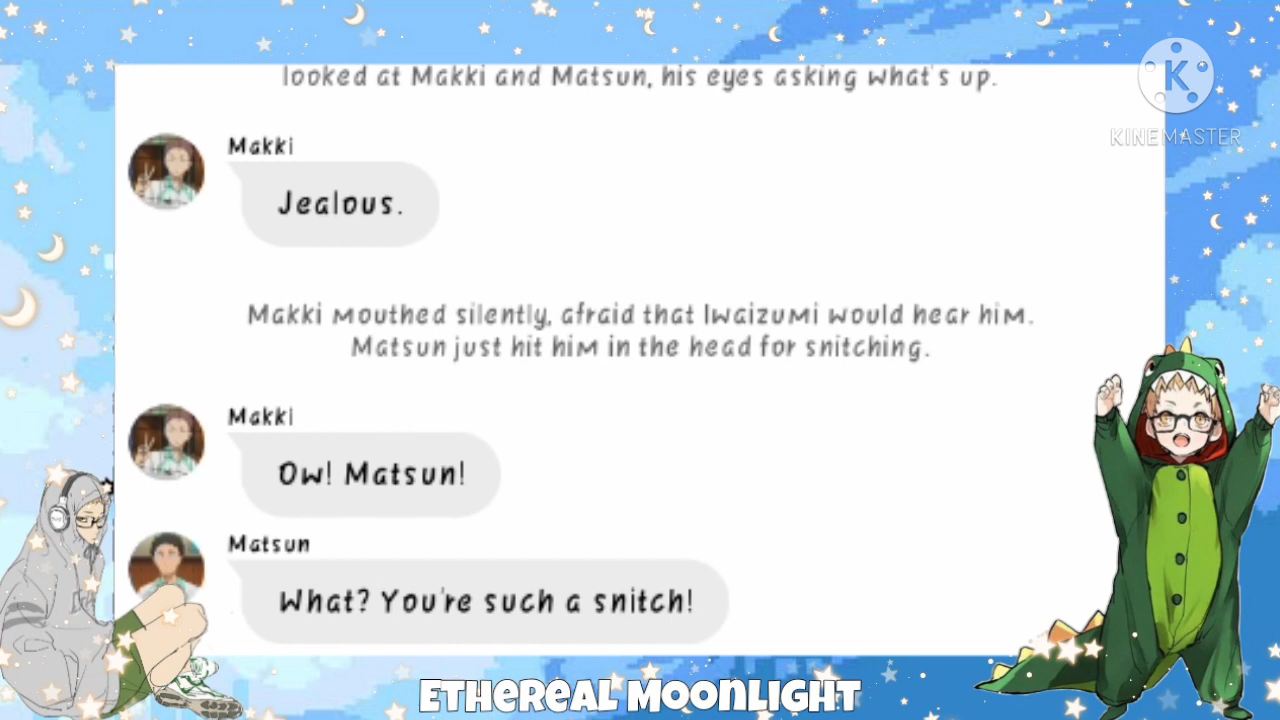 looked at Makki and Matsun, his eyes asking what's up.
K
KINEMASTER
Makki
Jealous.
Makki mouthed silently, afraid that Iwaizumi would hear him.
Matsun just hit him in the head for snitching.
Makki
Ow! Matsun!
Matsun
What? You're such a snitch!
Ethereal Moonlight